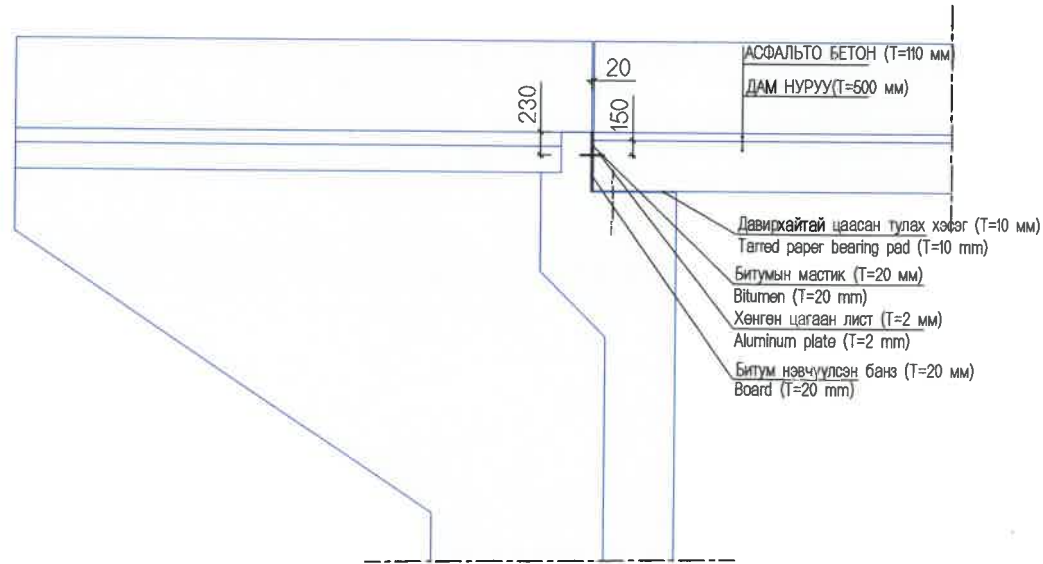 АСФАЛЬТО БЕТОН (T=110 мм)
20
ДАМ НУРУУ(T=500 мм)
230
150
Давирхайтай цаасан тулах хэсэг (T=10 мм)
Tarred paper bearing pad (T=10 mm)
Битумын мастик (T=20 мм)
Bitumen (T=20 mm)
Хөнгөн цагаан лист (T=2 мм)
Aluminum plate (T=2 mm)
Битум нэвчүүлсэн банз (T=20 мм)
Board (T=20 mm)